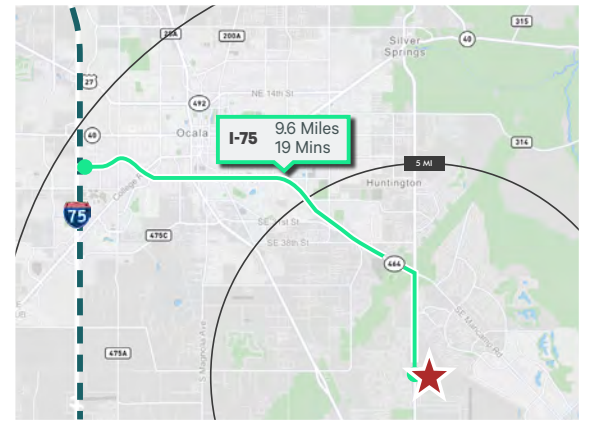 315
25A
200A
40
Silver
Springs
27
NE 14th St
492
I-75
9.6 Miles
19 Mins
40
Ocala
314
5 MI
College R
Huntington
75
SE 31st St
475C
SE 38th St
464
SE Maricamp Rd
S Magnolia Ave
475A